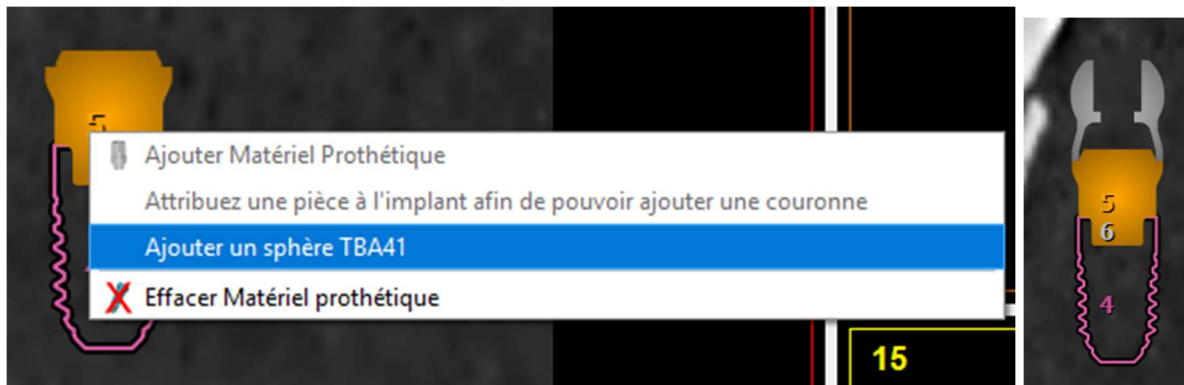 5
Ajouter Matériel Prothétique
Attribuez une pièce à l'implant afin de pouvoir ajouter une couronne
Ajouter un sphère TBA41
Effacer Matériel prothétique
15
5
6
4